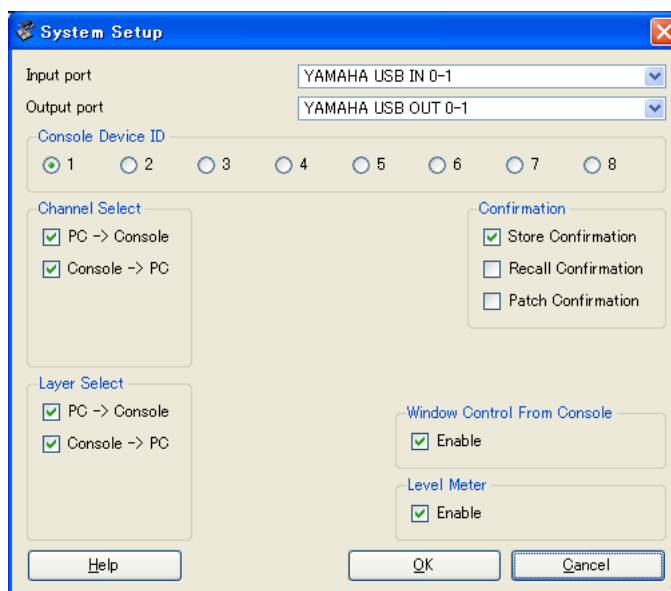 System Setup
Input port
YAMAHA USB IN 0-1
Output port
YAMAHA USB OUT 0-1
Console Device ID
1 2 3 4 5 6 7 8
Channel Select
PC -> Console
Console -> PC
Confirmation
Store Confirmation
Recall Confirmation
Patch Confirmation
Layer Select
PC -> Console
Console -> PC
Window Control From Console
Enable
Level Meter
Enable
Help
OK
Cancel